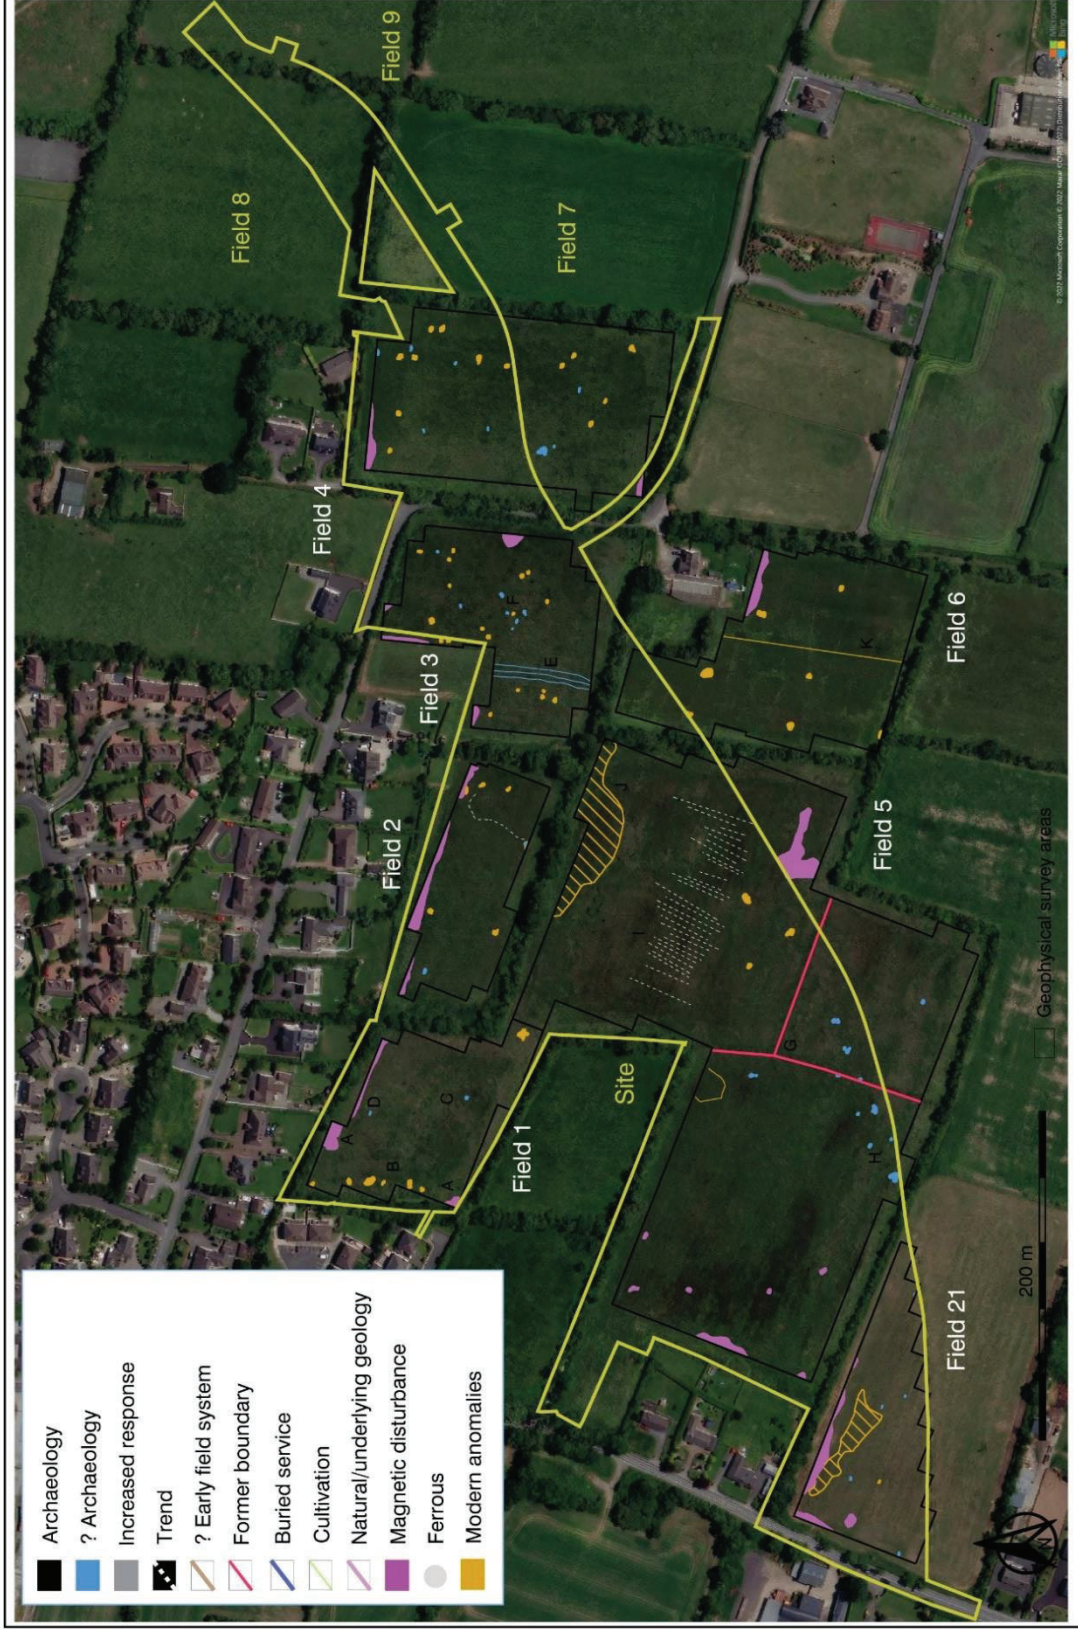 Archaeology
? Archaeology
Increased response
Trend
? Early field system
Former boundary
Buried service
Cultivation
Natural/underlying geology
Magnetic disturbance
Ferrous
Modern anomalies
Field 1
Field 2
Field 3
Field 4
Field 8
Field 9
Field 7
Site
Field 5
Field 6
Field 21
A
A
B
C
D
E
F
G
H
I
J
K
200 m
N
Geophysical survey areas